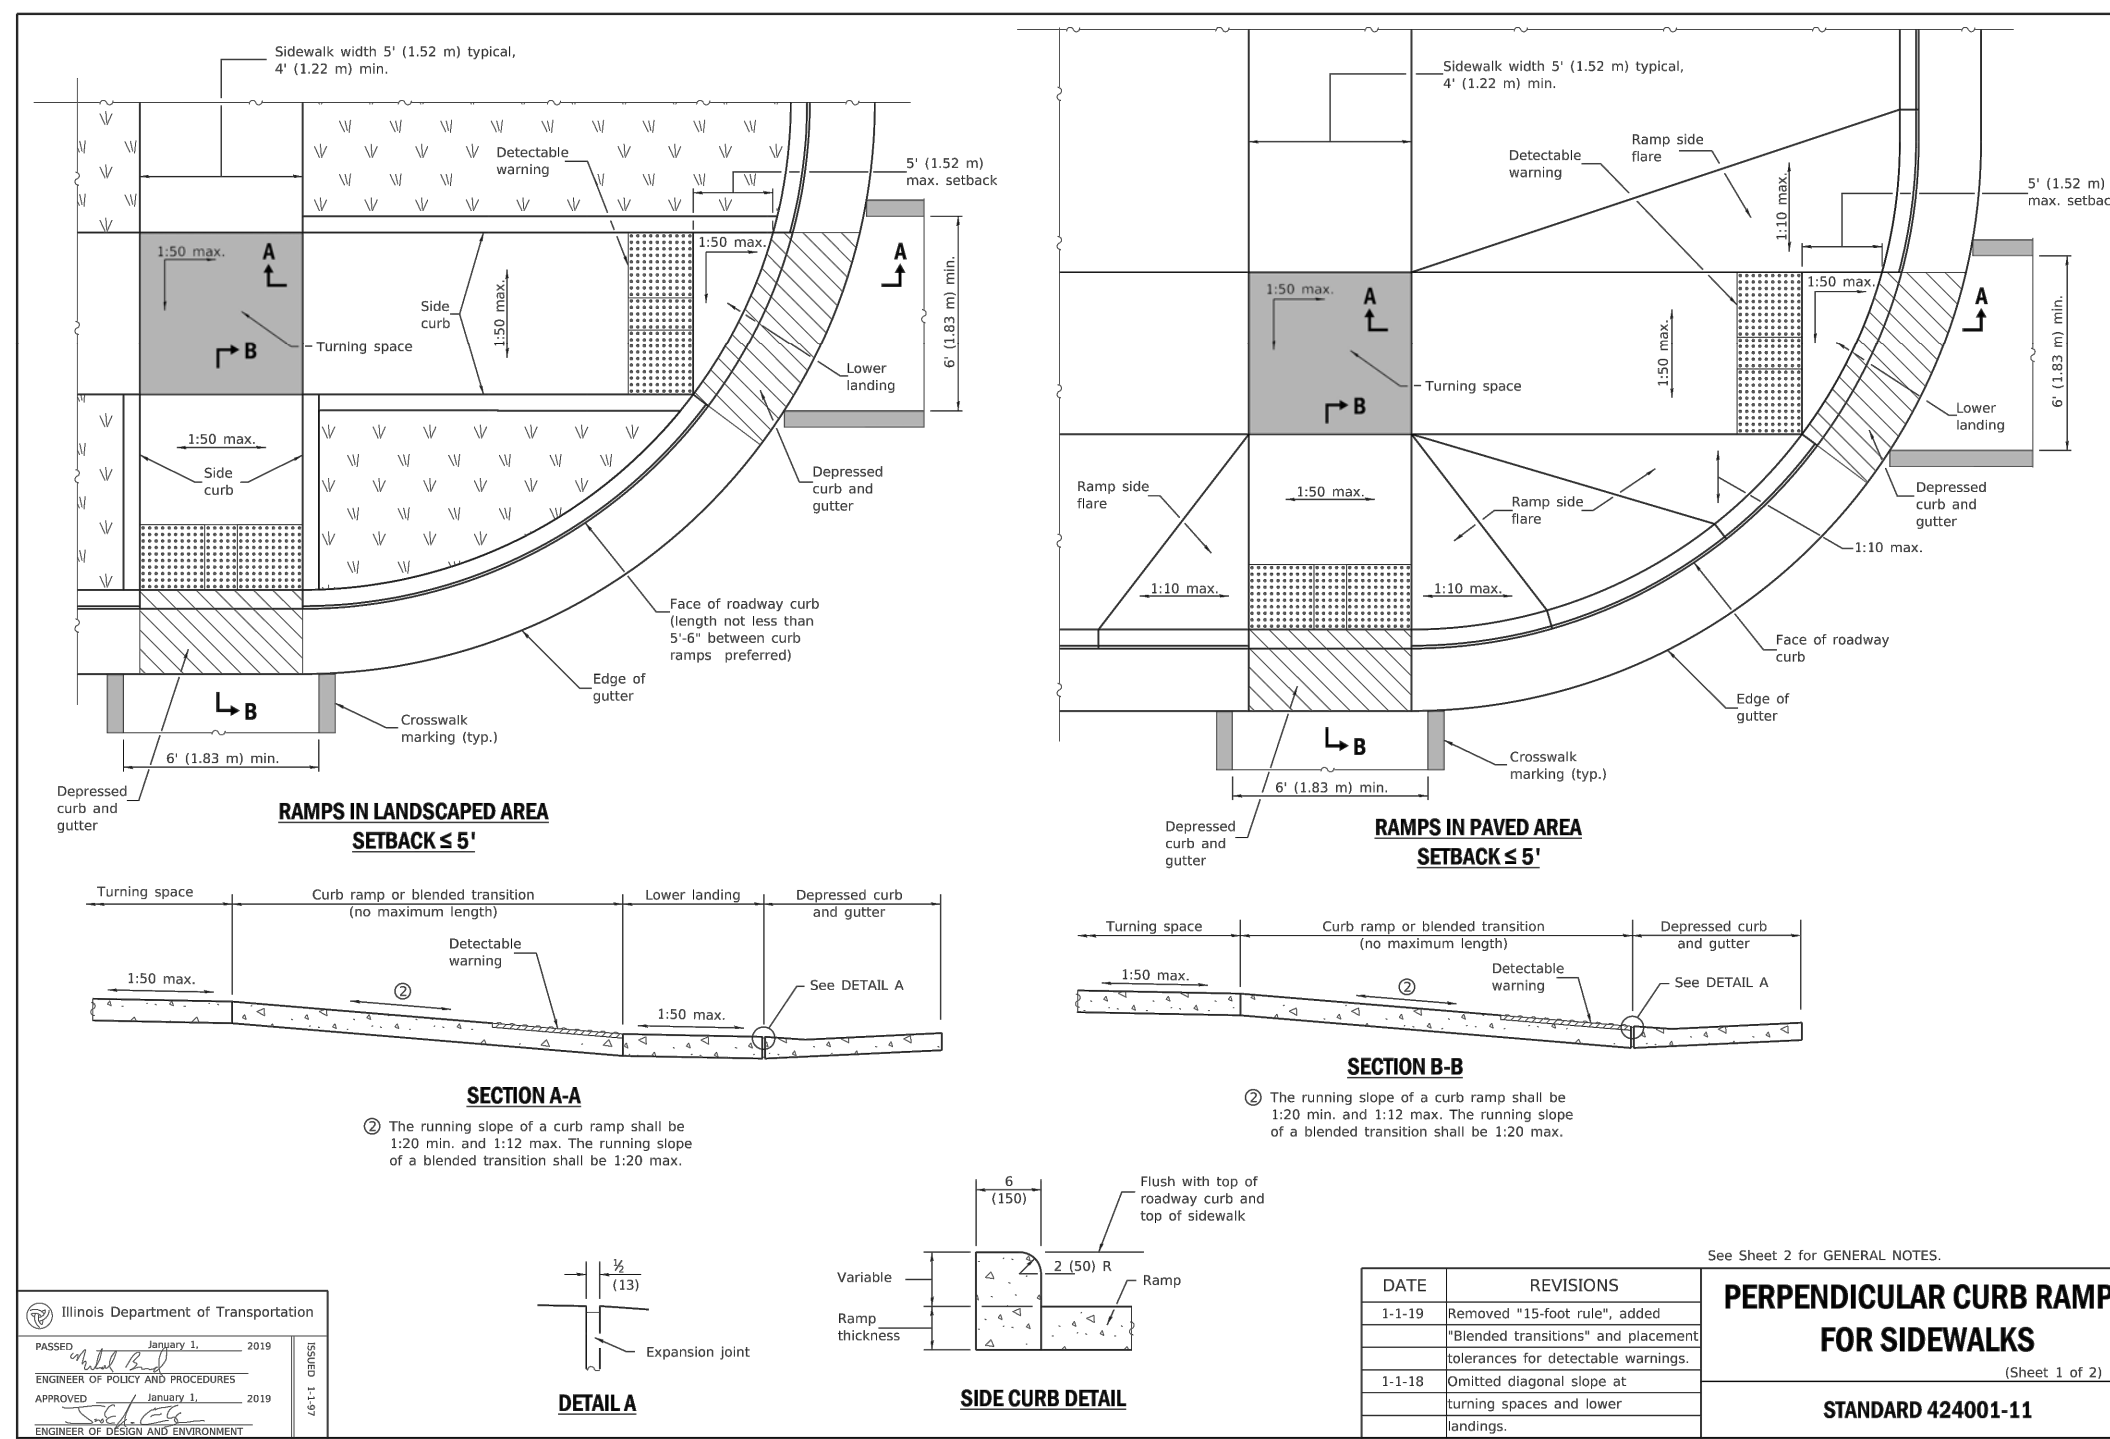 Sidewalk width 5' (1.52 m) typical,
4' (1.22 m) min.
Detectable
warning
5' (1.52 m)
max. setback
1:50 max.
A
1:50 max.
A
Side
curb
1:50 max.
6' (1.83 m) min.
B
Turning space
Lower
landing
1:50 max.
Side
curb
Depressed
curb and
gutter
Face of roadway curb
(length not less than
5'-6" between curb
ramps preferred)
Edge of
gutter
B
Crosswalk
marking (typ.)
6' (1.83 m) min.
Depressed
curb and
gutter
RAMPS IN LANDSCAPED AREA
SETBACK ≤ 5'
Sidewalk width 5' (1.52 m) typical,
4' (1.22 m) min.
Ramp side
flare
Detectable
warning
1:10 max.
5' (1.52 m)
max. setbac
1:50 max.
A
1:50 max.
A
1:50 max.
6' (1.83 m) min.
B
Turning space
Lower
landing
Ramp side
flare
1:50 max.
Ramp side
flare
Depressed
curb and
gutter
1:10 max.
1:10 max.
1:10 max.
Face of roadway
curb
Edge of
gutter
B
Crosswalk
marking (typ.)
6' (1.83 m) min.
Depressed
curb and
gutter
RAMPS IN PAVED AREA
SETBACK ≤ 5'
Turning space
Curb ramp or blended transition
(no maximum length)
Lower landing
Depressed curb
and gutter
Detectable
warning
1:50 max.
2
See DETAIL A
1:50 max.
SECTION A-A
2 The running slope of a curb ramp shall be
1:20 min. and 1:12 max. The running slope
of a blended transition shall be 1:20 max.
Turning space
Curb ramp or blended transition
(no maximum length)
Depressed curb
and gutter
1:50 max.
2
Detectable
warning
See DETAIL A
SECTION B-B
2 The running slope of a curb ramp shall be
1:20 min. and 1:12 max. The running slope
of a blended transition shall be 1:20 max.
½
(13)
Expansion joint
DETAIL A
6
(150)
Flush with top of
roadway curb and
top of sidewalk
Variable
2 (50) R
Ramp
Ramp
thickness
SIDE CURB DETAIL
See Sheet 2 for GENERAL NOTES.
Illinois Department of Transportation
PASSED January 1, 2019
ENGINEER OF POLICY AND PROCEDURES
APPROVED January 1, 2019
ENGINEER OF DESIGN AND ENVIRONMENT
ISSUED 1-1-97
DATE REVISIONS
1-1-19 Removed "15-foot rule", added
"Blended transitions" and placement
tolerances for detectable warnings.
1-1-18 Omitted diagonal slope at
turning spaces and lower
landings.
PERPENDICULAR CURB RAMP
FOR SIDEWALKS
(Sheet 1 of 2)
STANDARD 424001-11